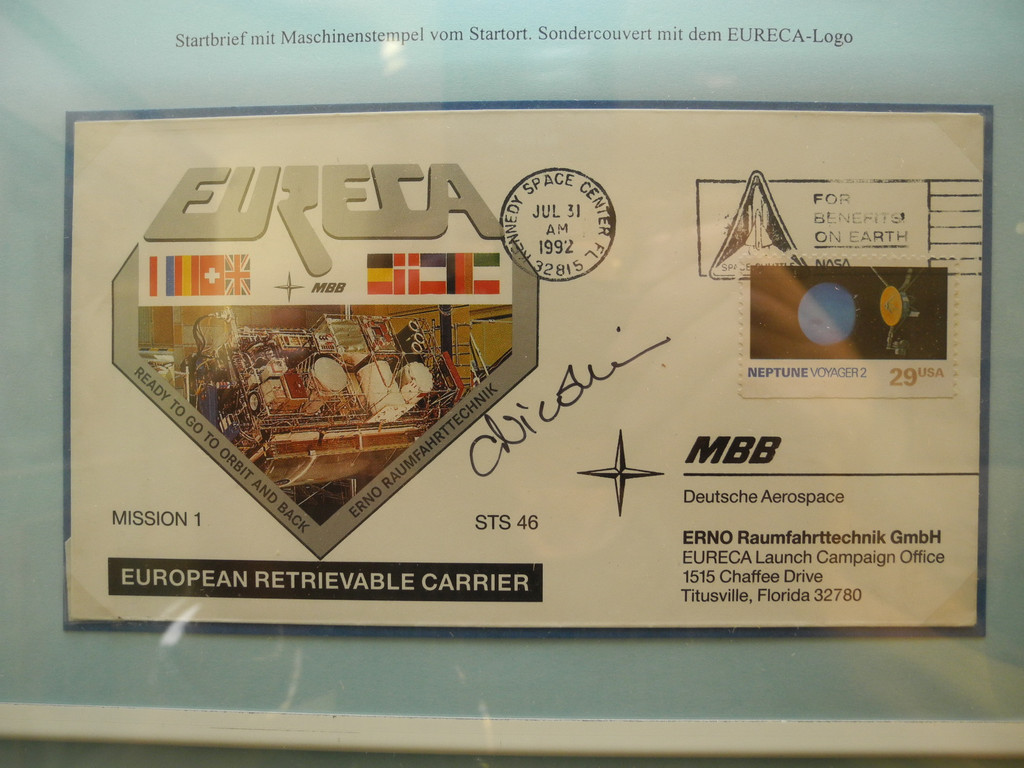 Startbrief mit Maschinenstempel vom Startort. Sondercouvert mit dem EURECA-Logo
EURECA
KENNEDY SPACE CENTER FL
JUL 31
AM
1992
32815
FOR
BENEFITS
ON EARTH
SPACE SHUTTLE
NASA
MBB
NEPTUNE VOYAGER 2
29USA
READY TO GO TO ORBIT AND BACK
ERNO RAUMFAHRTTECHNIK
MISSION 1
STS 46
EUROPEAN RETRIEVABLE CARRIER
MBB
Deutsche Aerospace
ERNO Raumfahrttechnik GmbH
EURECA Launch Campaign Office
1515 Chaffee Drive
Titusville, Florida 32780